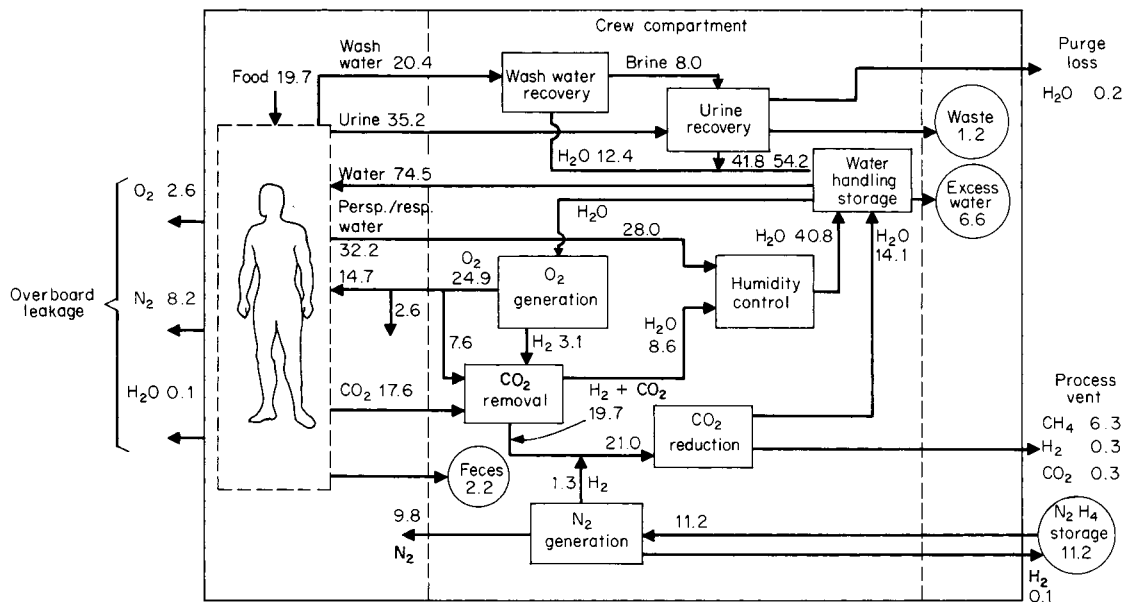 Crew compartment
Wash
water 20.4
Brine 8.0
Purge
loss
H₂O 0.2
Food 19.7
Wash water
recovery
Urine
recovery
Waste
1.2
Urine 35.2
H₂O 12.4
41.8 54.2
Water
handling
storage
Excess
water
6.6
Water 74.5
O₂ 2.6
Persp./resp.
water
32.2
28.0
H₂O
H₂O 40.8
H₂O
14.1
O₂
24.9
14.7
O₂
generation
Humidity
control
Overboard
leakage
N₂ 8.2
2.6
7.6
H₂ 3.1
H₂O
8.6
H₂O 0.1
CO₂ 17.6
CO₂
removal
H₂ + CO₂
19.7
21.0
CO₂
reduction
Process
vent
CH₄ 6.3
H₂ 0.3
CO₂ 0.3
Feces
2.2
1.3 H₂
9.8
N₂
N₂
generation
11.2
N₂H₄
storage
11.2
H₂
0.1